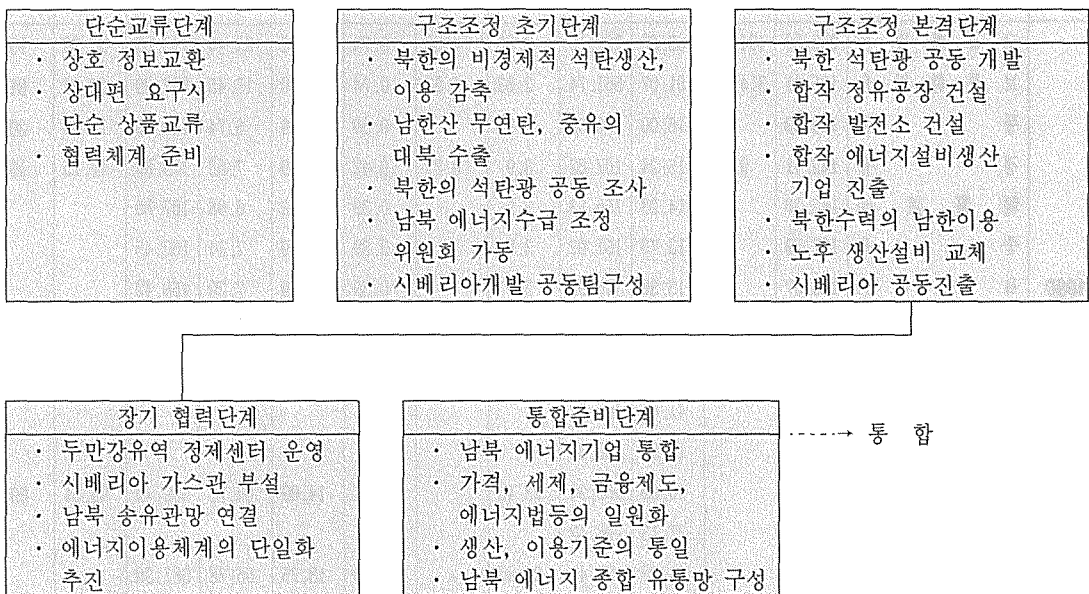 단순교류단계
· 상호 정보교환
· 상대편 요구시
단순 상품교류
· 협력체계 준비
구조조정 초기단계
· 북한의 비경제적 석탄생산,
이용 감축
· 남한산 무연탄, 중유의
대북 수출
· 북한의 석탄광 공동 조사
· 남북 에너지수급 조정
위원회 가동
· 시베리아개발 공동팀구성
구조조정 본격단계
· 북한 석탄광 공동 개발
· 합작 정유공장 건설
· 합작 발전소 건설
· 합작 에너지설비생산
기업 진출
· 북한수력의 남한이용
· 노후 생산설비 교체
· 시베리아 공동진출
장기 협력단계
· 두만강유역 정제센터 운영
· 시베리아 가스관 부설
· 남북 송유관망 연결
· 에너지이용체계의 단일화
추진
통합준비단계
· 남북 에너지기업 통합
· 가격, 세제, 금융제도,
에너지법등의 일원화
· 생산, 이용기준의 통일
· 남북 에너지 종합 유통망 구성
통 합